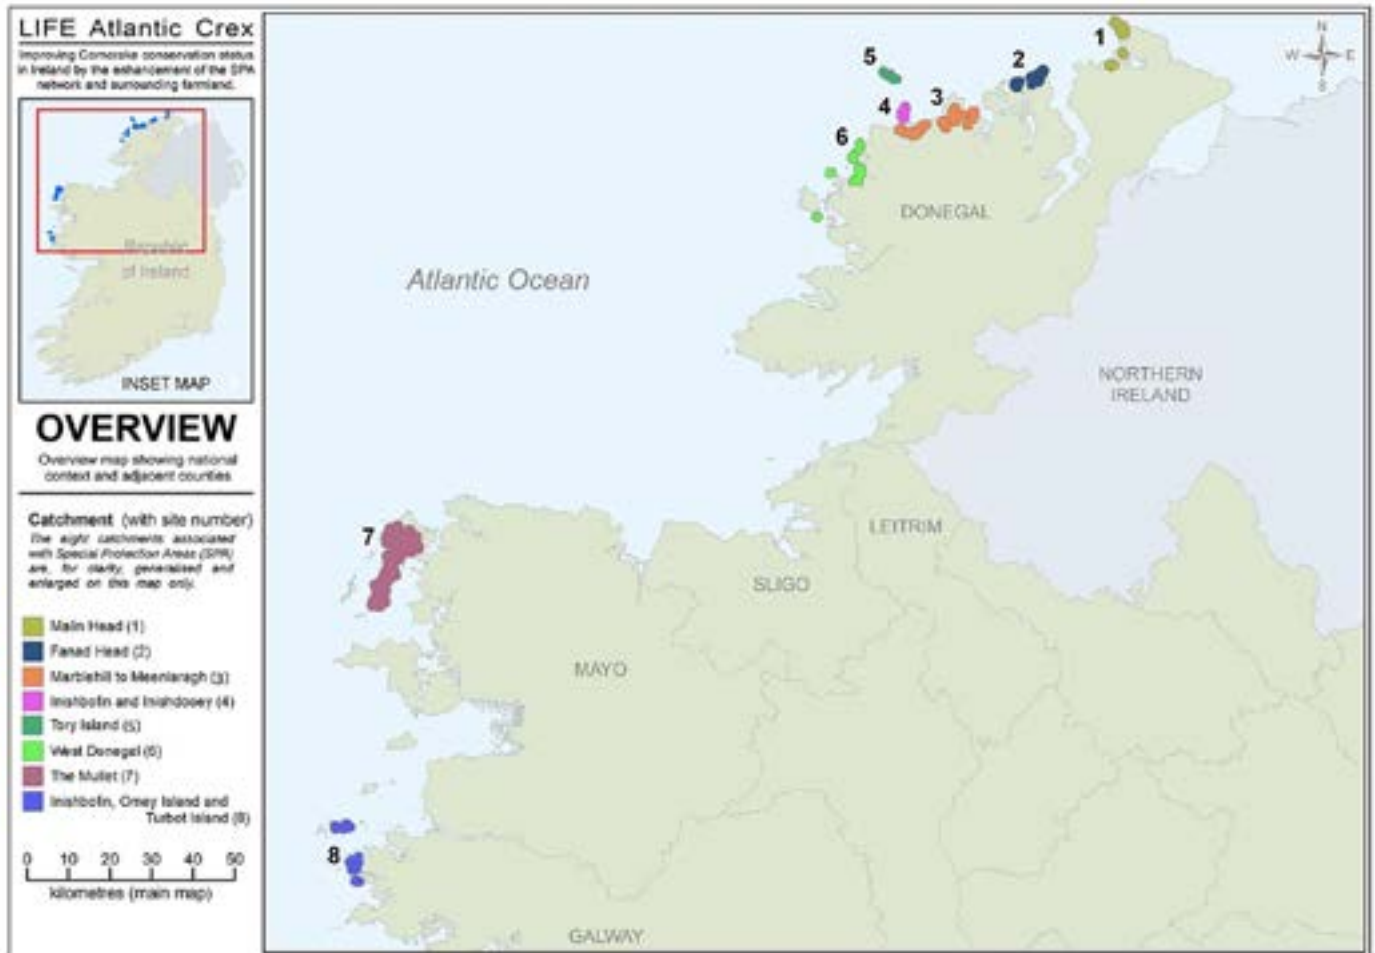 LIFE Atlantic Crex
Improving Corncrake conservation status
in Ireland by the enhancement of the SPA
network and surrounding farmland.
Republic
of Ireland
INSET MAP
OVERVIEW
Overview map showing national
context and adjacent counties
Catchment (with site number)
The eight catchments associated
with Special Protection Areas (SPA)
are, for clarity, generalised and
enlarged on this map only.
Malin Head (1)
Fanad Head (2)
Marblehill to Meenlaragh (3)
Inishbofin and Inishdooey (4)
Tory Island (5)
West Donegal (6)
The Mullet (7)
Inishbofin, Omey Island and
Turbot Island (8)
0 10 20 30 40 50
kilometres (main map)
N
W E
S
1
2
5
4
3
6
DONEGAL
Atlantic Ocean
NORTHERN
IRELAND
7
LEITRIM
SLIGO
MAYO
8
GALWAY